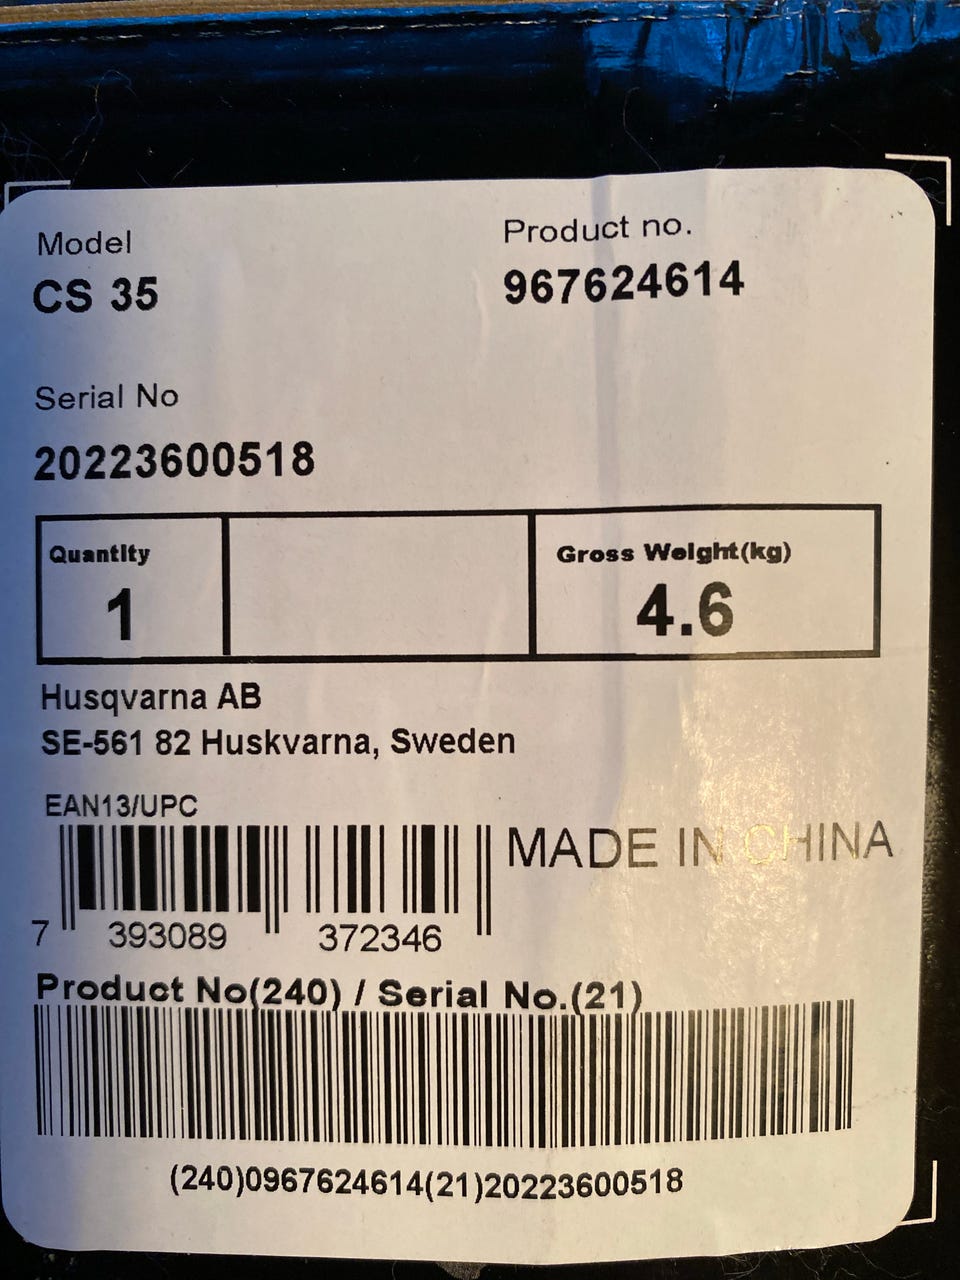 Model
CS 35
Product no.
967624614
Serial No
20223600518
Quantity
1
Gross Weight(kg)
4.6
Husqvarna AB
SE-561 82 Huskvarna, Sweden
EAN13/UPC
MADE IN CHINA
7 393089 372346
Product No(240) / Serial No.(21)
(240)0967624614(21)20223600518